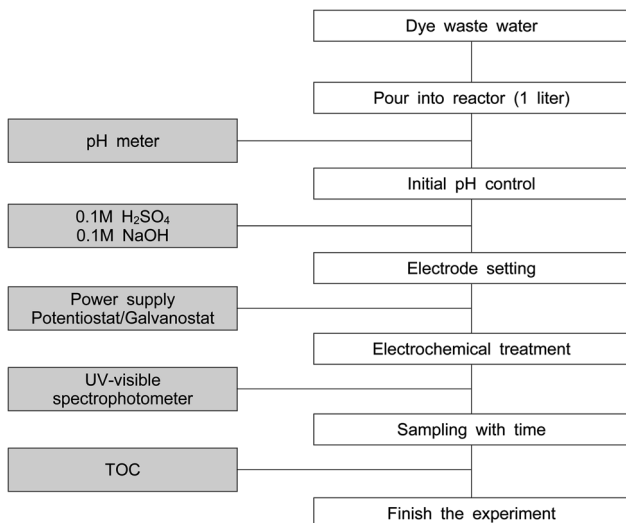 Dye waste water
Pour into reactor (1 liter)
pH meter
Initial pH control
0.1M H₂SO₄
0.1M NaOH
Electrode setting
Power supply
Potentiostat/Galvanostat
Electrochemical treatment
UV-visible
spectrophotometer
Sampling with time
TOC
Finish the experiment